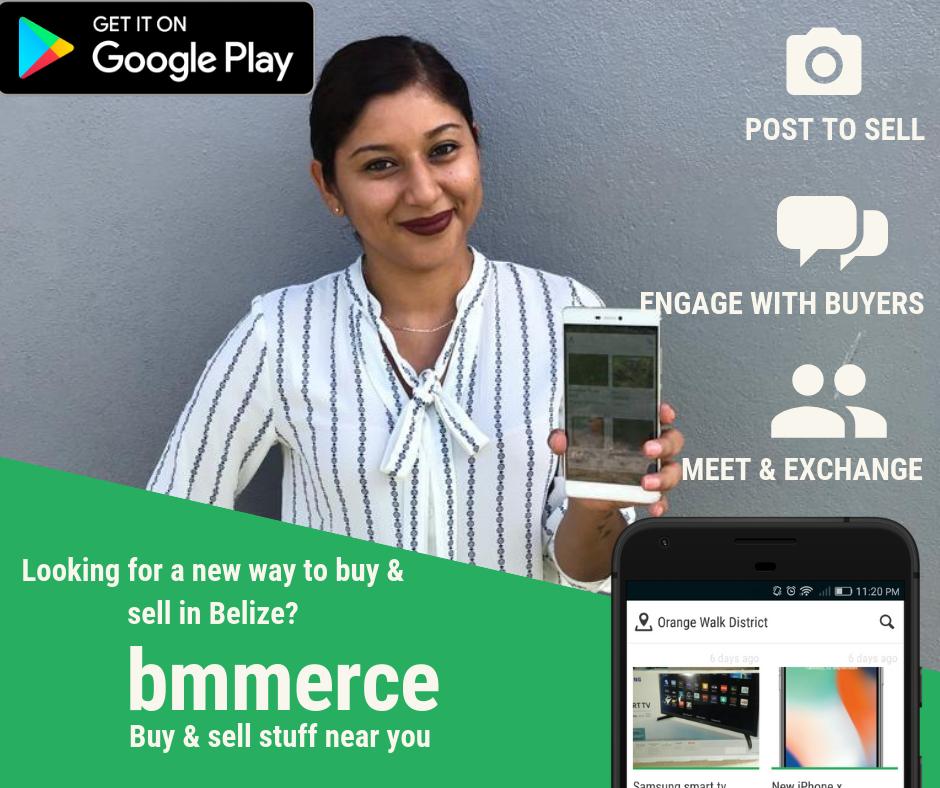 GET IT ON
Google Play
POST TO SELL
ENGAGE WITH BUYERS
MEET & EXCHANGE
Looking for a new way to buy &
sell in Belize?
bmmerce
Buy & sell stuff near you
11:20 PM
Orange Walk District
6 days ago
6 days ago
RT TV
Samsung smart tv
New iPhone x